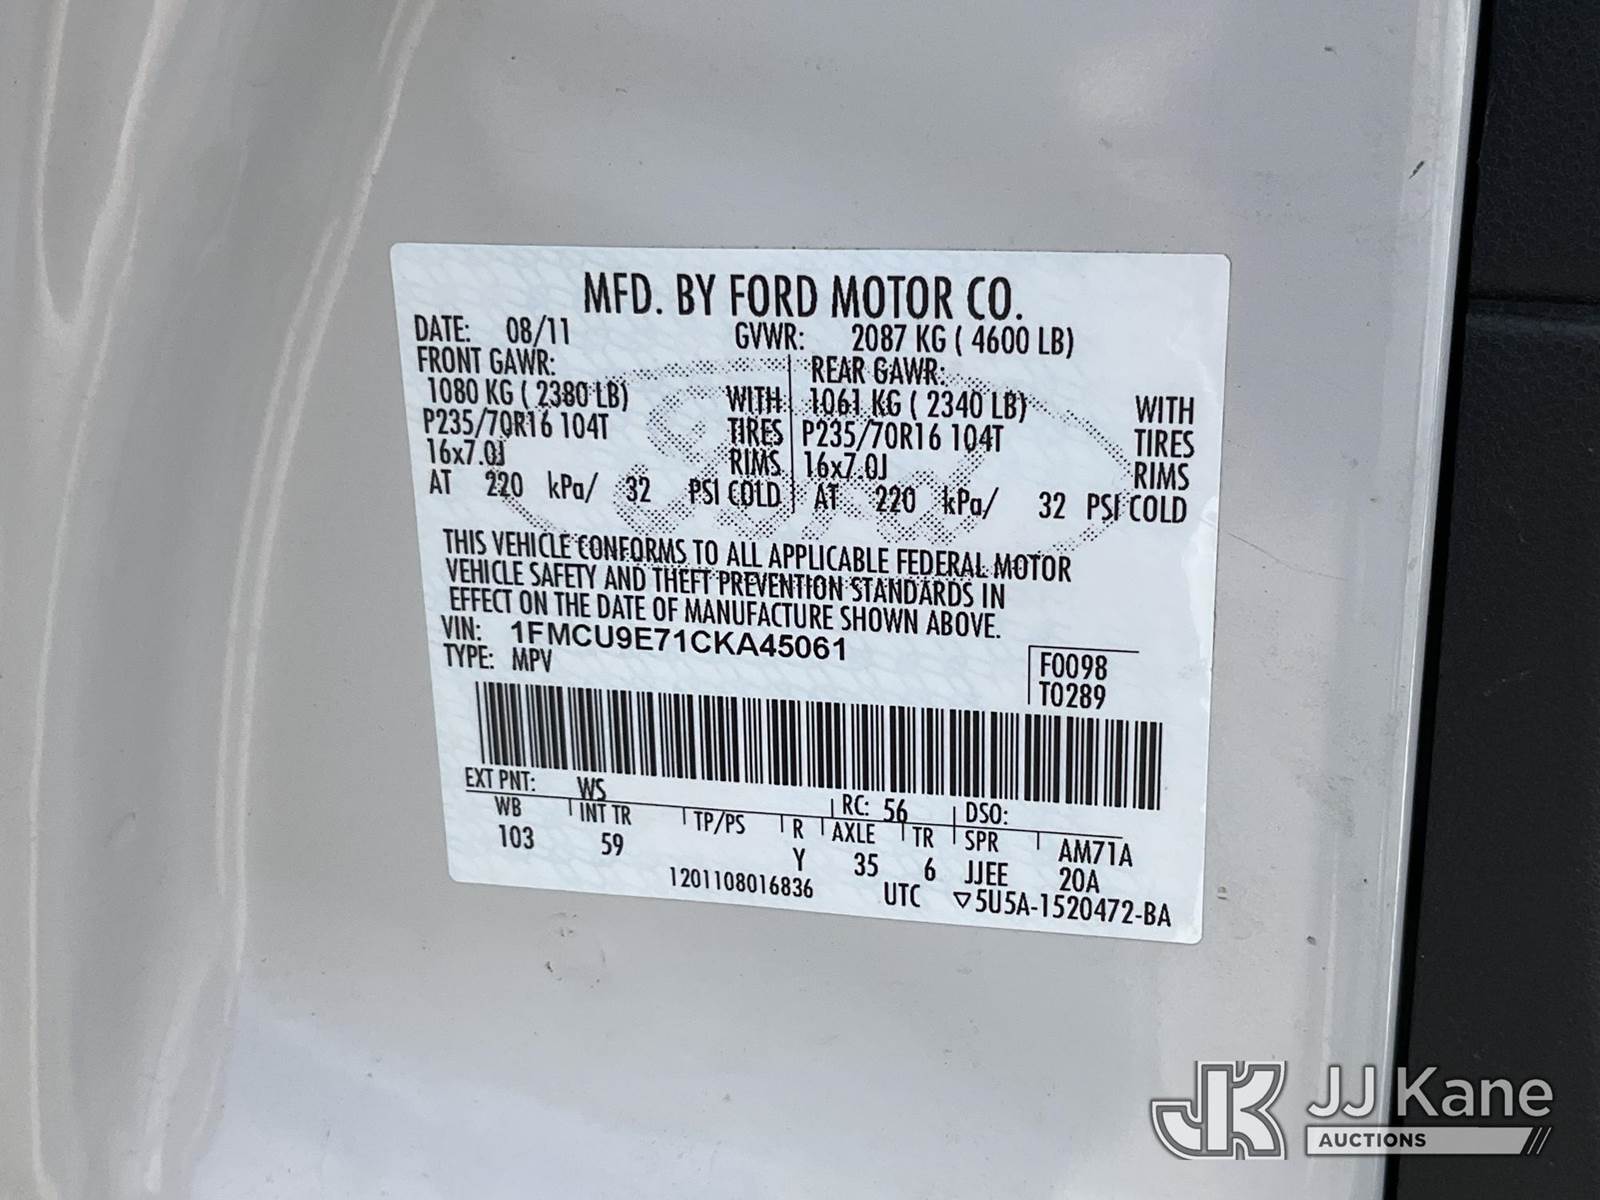 MFD. BY FORD MOTOR CO.
DATE: 08/11 GVWR: 2087 KG ( 4600 LB)
FRONT GAWR: REAR GAWR:
1080 KG ( 2380 LB) WITH 1061 KG ( 2340 LB) WITH
P235/70R16 104T TIRES P235/70R16 104T TIRES
16x7.0J RIMS 16x7.0J RIMS
AT 220 kPa/ 32 PSI COLD AT 220 kPa/ 32 PSI COLD
THIS VEHICLE CONFORMS TO ALL APPLICABLE FEDERAL MOTOR
VEHICLE SAFETY AND THEFT PREVENTION STANDARDS IN
EFFECT ON THE DATE OF MANUFACTURE SHOWN ABOVE.
VIN: 1FMCU9E71CKA45061
TYPE: MPV
F0098
T0289
EXT PNT: WS RC: 56 DSO:
WB INT TR TP/PS R AXLE TR SPR AM71A
103 59 Y 35 6 JJEE 20A
1201108016836 UTC ▽5U5A-1520472-BA
JK JJ Kane
AUCTIONS